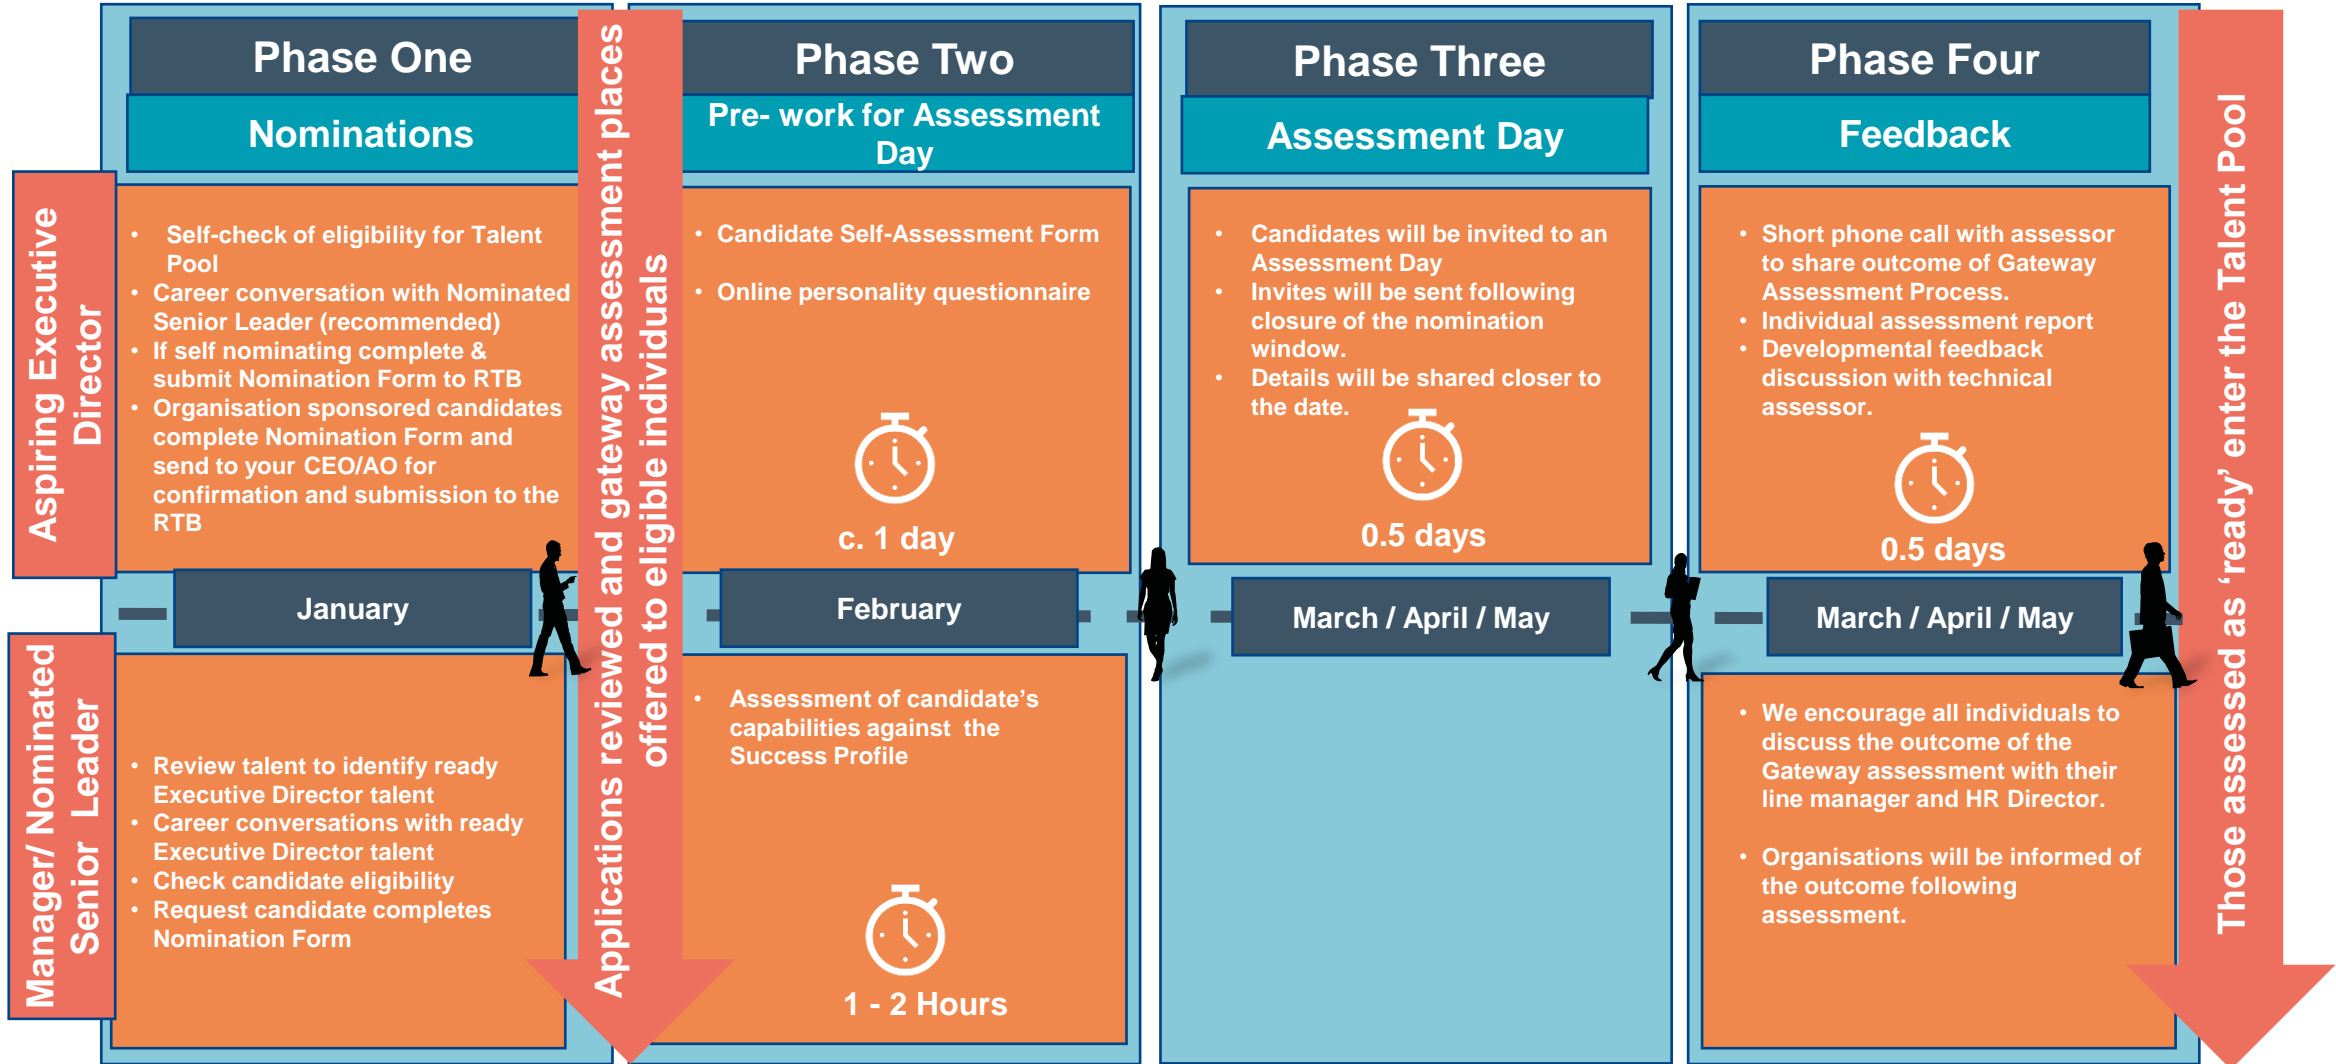 Phase One
Nominations
Phase Two
Pre- work for Assessment
Day
Phase Three
Assessment Day
Phase Four
Feedback
Aspiring Executive
Director
• Self-check of eligibility for Talent
Pool
• Career conversation with Nominated
Senior Leader (recommended)
• If self nominating complete &
submit Nomination Form to RTB
• Organisation sponsored candidates
complete Nomination Form and
send to your CEO/AO for
confirmation and submission to the
RTB
Applications reviewed and gateway assessment places
offered to eligible individuals
• Candidate Self-Assessment Form
• Online personality questionnaire
c. 1 day
• Candidates will be invited to an
Assessment Day
• Invites will be sent following
closure of the nomination
window.
• Details will be shared closer to
the date.
0.5 days
• Short phone call with assessor
to share outcome of Gateway
Assessment Process.
• Individual assessment report
• Developmental feedback
discussion with technical
assessor.
0.5 days
Those assessed as ‘ready’ enter the Talent Pool
January
February
March / April / May
March / April / May
Manager/ Nominated
Senior Leader
• Review talent to identify ready
Executive Director talent
• Career conversations with ready
Executive Director talent
• Check candidate eligibility
• Request candidate completes
Nomination Form
• Assessment of candidate’s
capabilities against the
Success Profile
1 - 2 Hours
• We encourage all individuals to
discuss the outcome of the
Gateway assessment with their
line manager and HR Director.
• Organisations will be informed of
the outcome following
assessment.